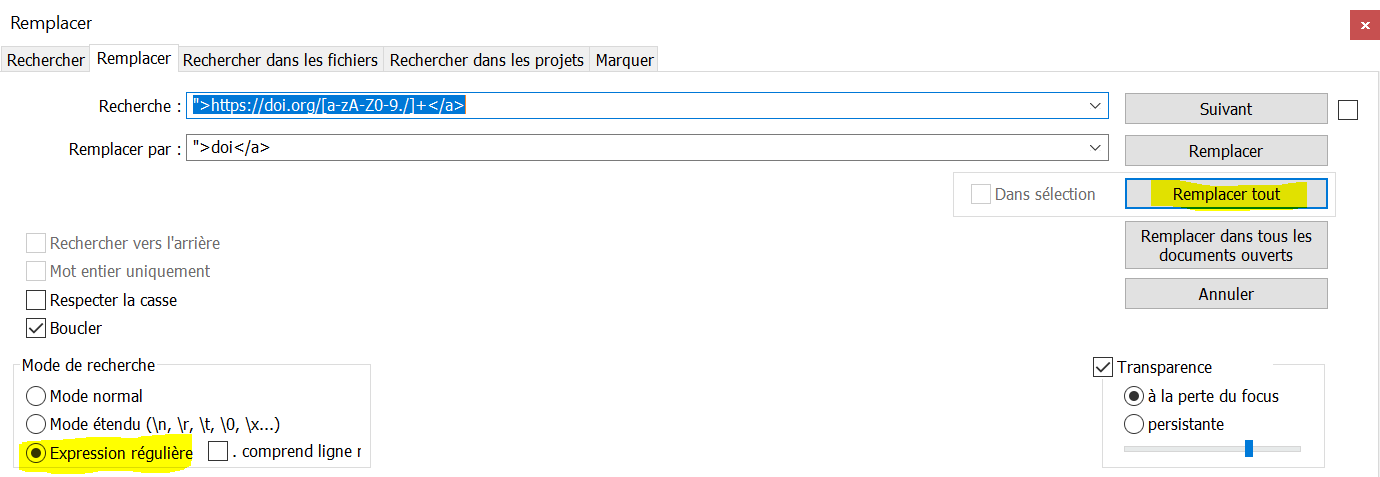 Remplacer
Rechercher Remplacer Rechercher dans les fichiers Rechercher dans les projets Marquer
Recherche : ">https://doi.org/[a-zA-Z0-9./]+</a> Suivant
Remplacer par : ">doi</a> Remplacer
Dans sélection Remplacer tout
Rechercher vers l'arrière Remplacer dans tous les
documents ouverts
Mot entier uniquement
Respecter la casse Annuler
Boucler
Mode de recherche Transparence
Mode normal à la perte du focus
Mode étendu (\n, \r, \t, \0, \x...) persistante
Expression régulière . comprend ligne